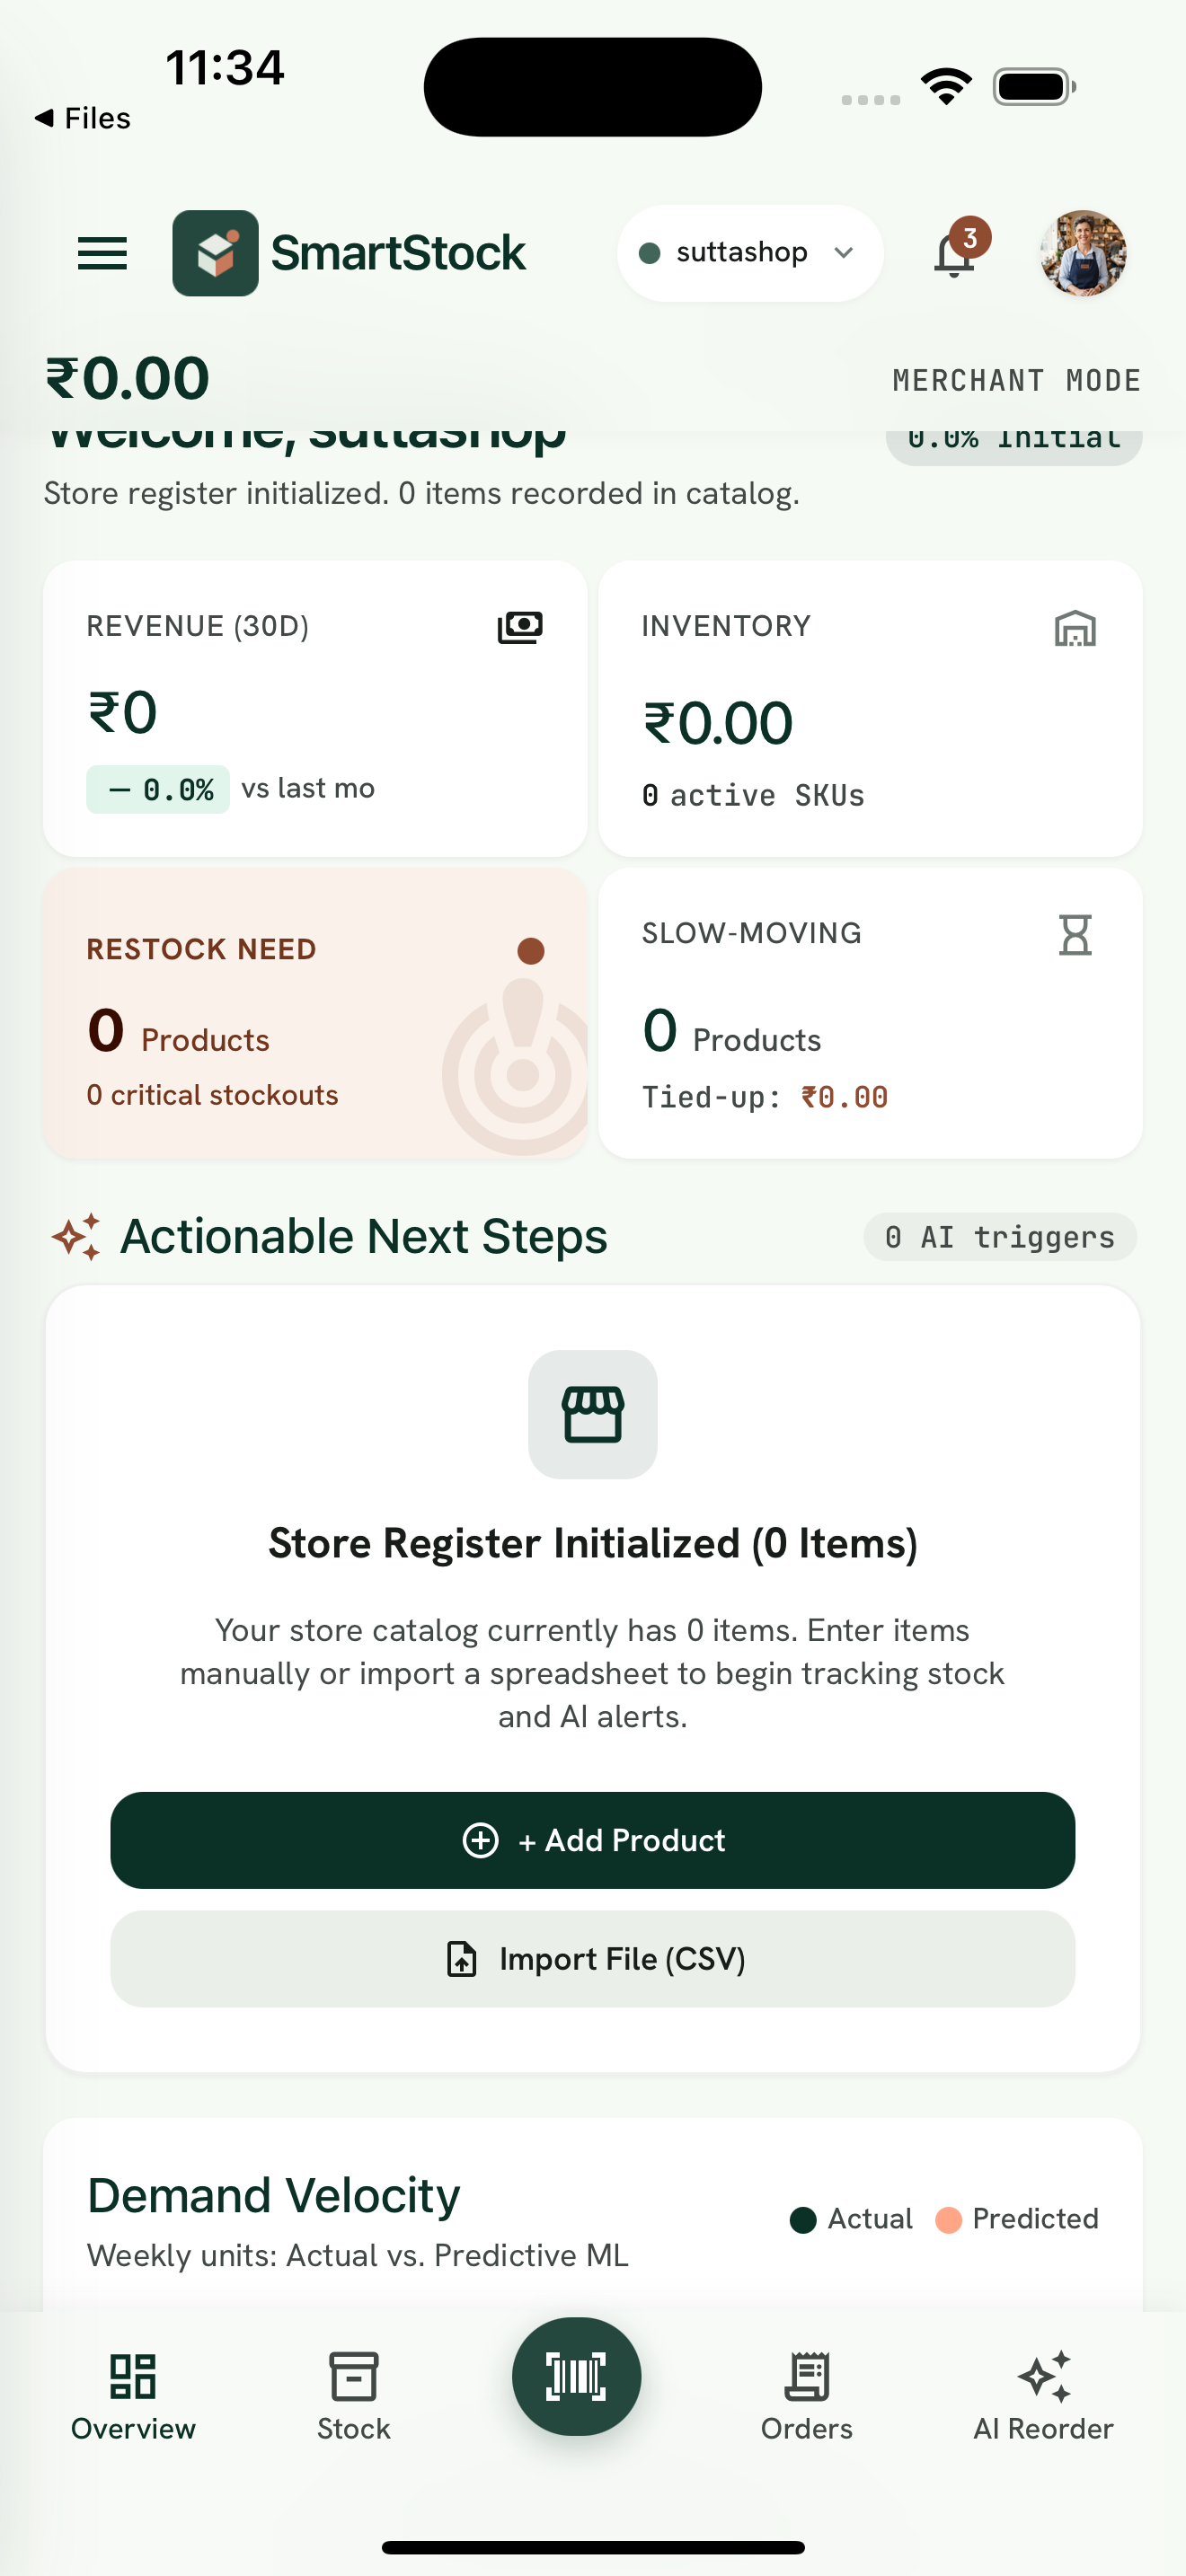 11:34
◀ Files
SmartStock
suttashop
3
₹0.00
MERCHANT MODE
Welcome, suttashop
0.0% Initial
Store register initialized. 0 items recorded in catalog.
REVENUE (30D)
₹0
— 0.0% vs last mo
INVENTORY
₹0.00
0 active SKUs
RESTOCK NEED
0 Products
0 critical stockouts
SLOW-MOVING
0 Products
Tied-up: ₹0.00
Actionable Next Steps
0 AI triggers
Store Register Initialized (0 Items)
Your store catalog currently has 0 items. Enter items
manually or import a spreadsheet to begin tracking stock
and AI alerts.
+ Add Product
Import File (CSV)
Demand Velocity
Actual
Predicted
Weekly units: Actual vs. Predictive ML
Overview
Stock
Orders
AI Reorder